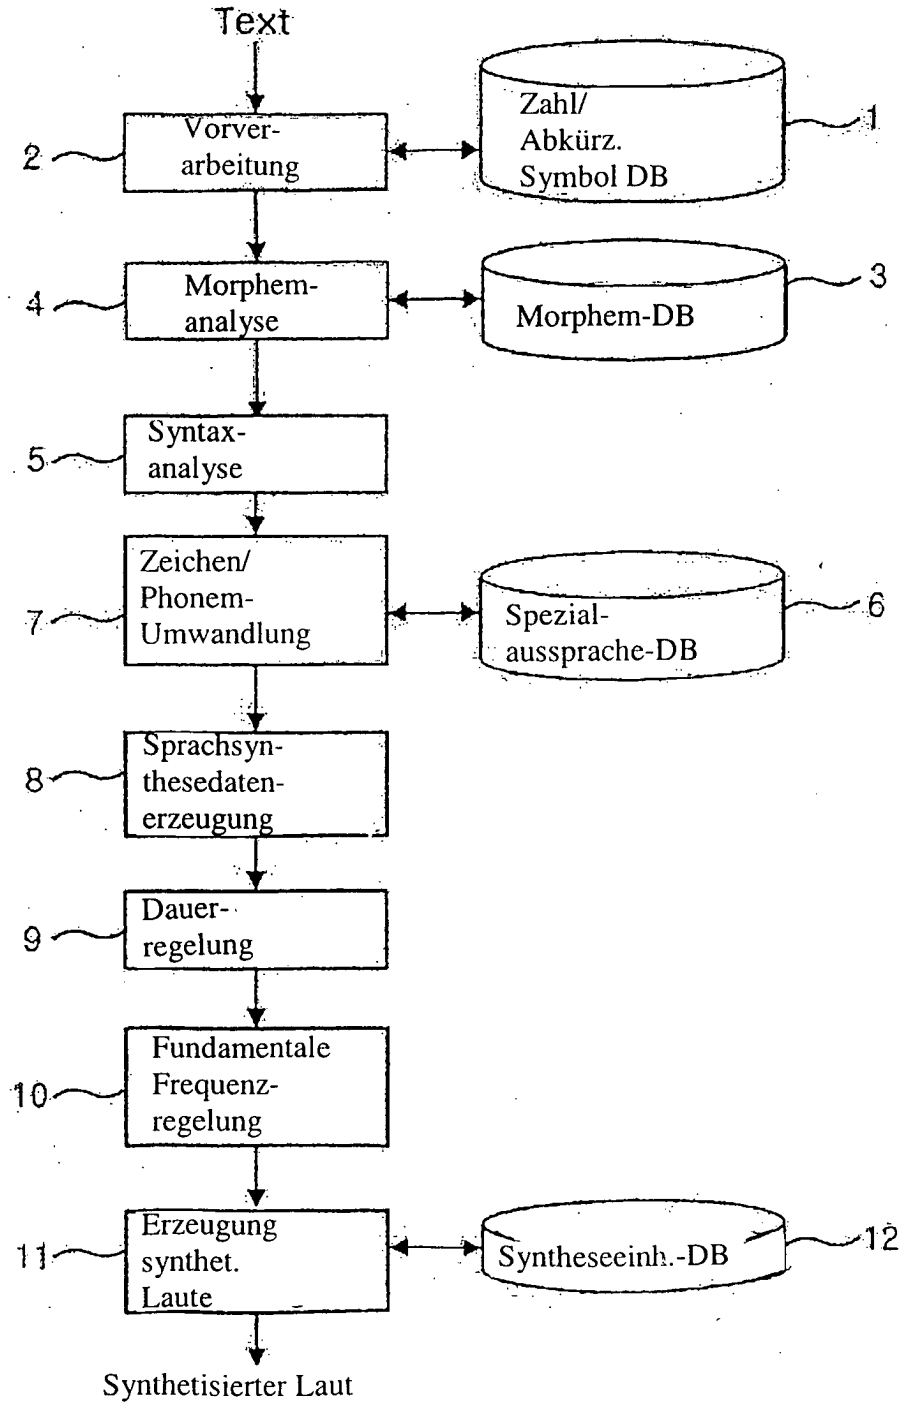 Text
Vorver-
arbeitung
2
Zahl/
Abkürz.
Symbol DB
1
Morphem-
analyse
4
Morphem-DB
3
Syntax-
analyse
5
Zeichen/
Phonem-
Umwandlung
7
Spezial-
aussprache-DB
6
Sprachsyn-
thesedaten-
erzeugung
8
Dauer-
regelung
9
Fundamentale
Frequenz-
regelung
10
Erzeugung
synthet.
Laute
11
Syntheseeinh.-DB
12
Synthetisierter Laut